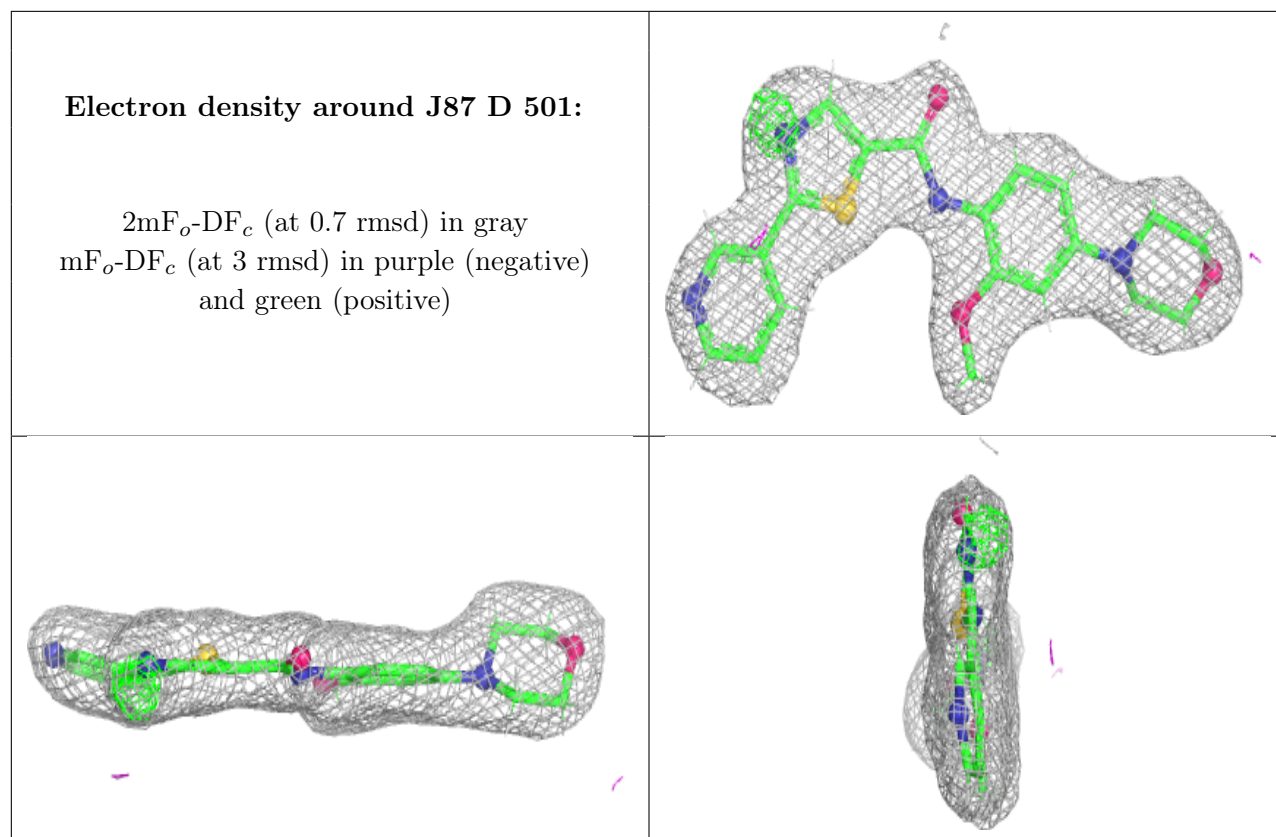 Electron density around J87 D 501:
2mFo-DFc (at 0.7 rmsd) in gray
mFo-DFc (at 3 rmsd) in purple (negative)
and green (positive)